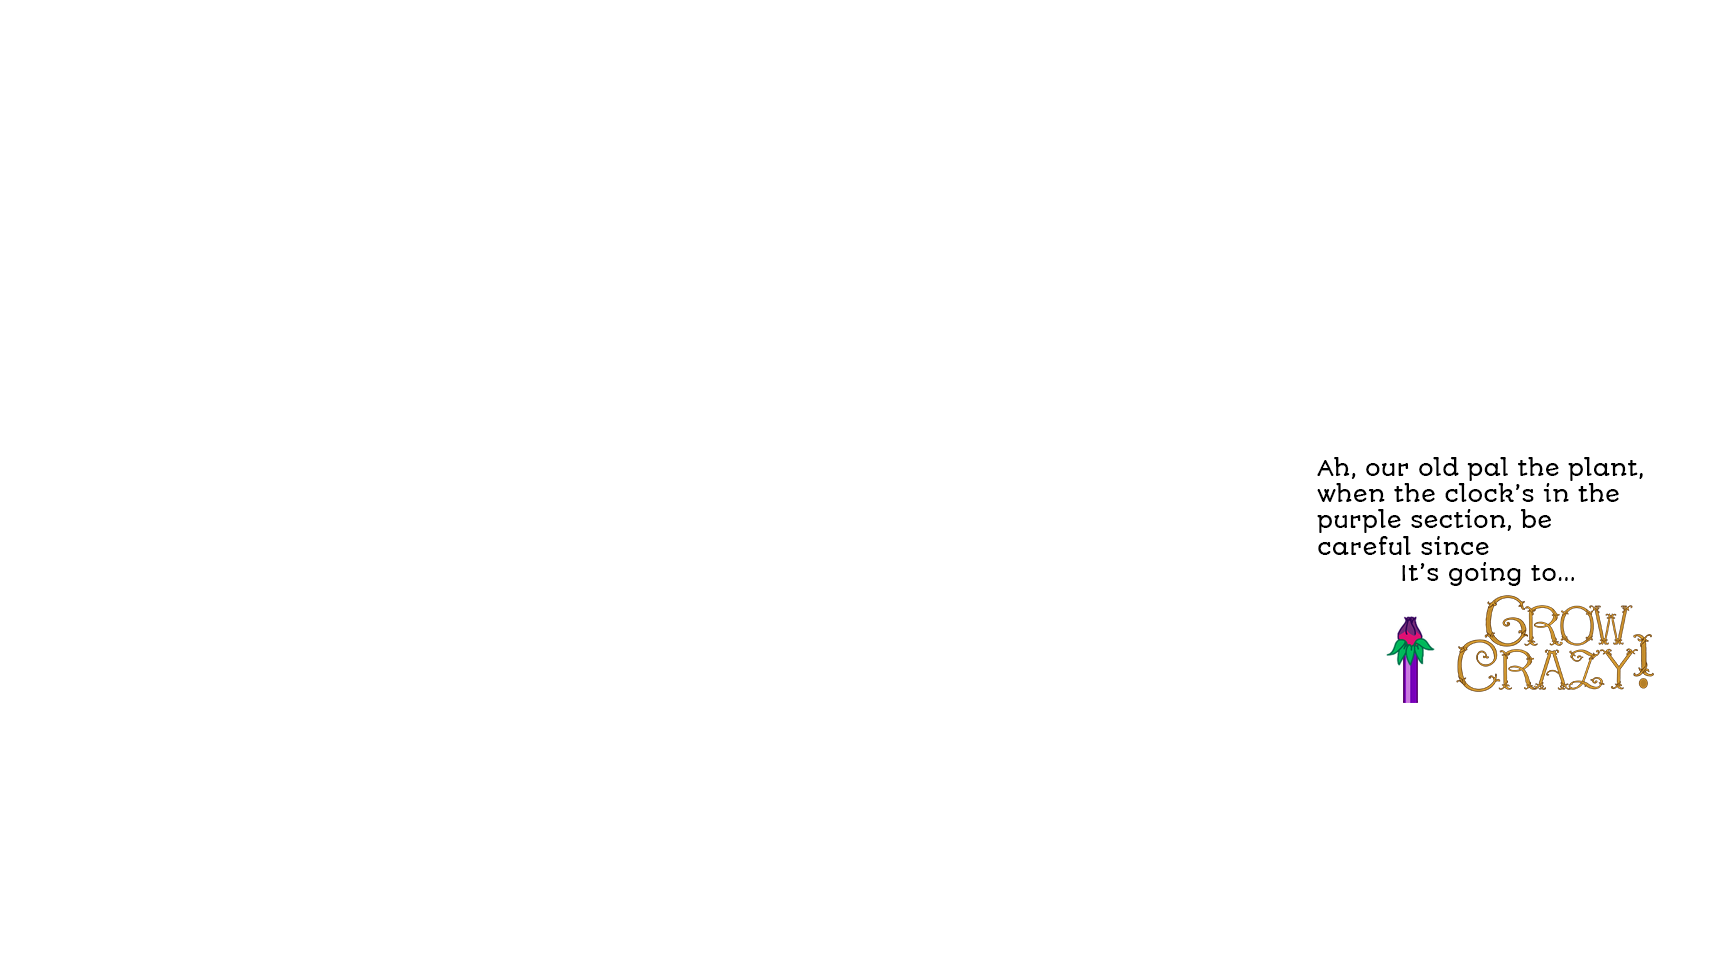 Ah, our old pal the plant,
when the clock’s in the
purple section, be
careful since
It’s going to...
GROW
CRAZY!